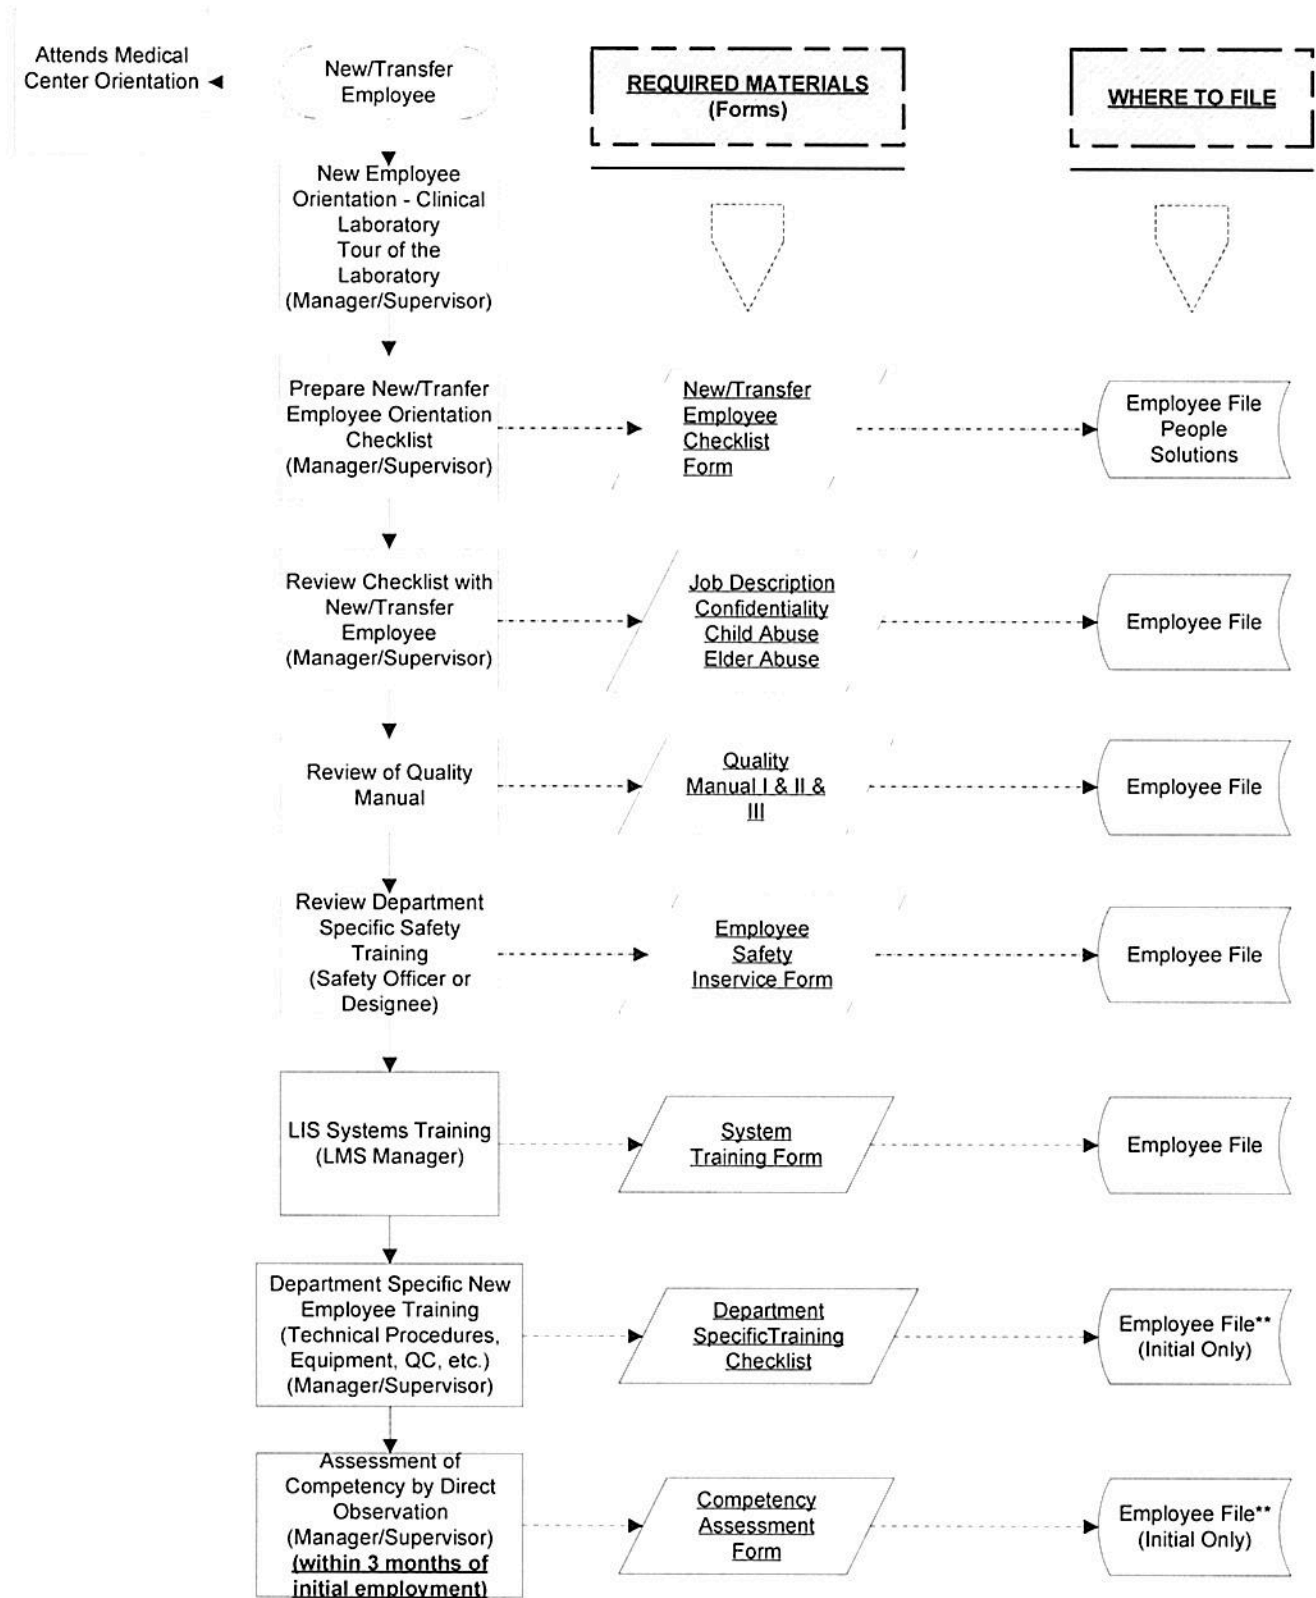 Attends Medical
Center Orientation
New/Transfer
Employee
REQUIRED MATERIALS
(Forms)
WHERE TO FILE
New Employee
Orientation - Clinical
Laboratory
Tour of the
Laboratory
(Manager/Supervisor)
Prepare New/Tranfer
Employee Orientation
Checklist
(Manager/Supervisor)
New/Transfer
Employee
Checklist
Form
Employee File
People
Solutions
Review Checklist with
New/Transfer
Employee
(Manager/Supervisor)
Job Description
Confidentiality
Child Abuse
Elder Abuse
Employee File
Review of Quality
Manual
Quality
Manual I & II &
III
Employee File
Review Department
Specific Safety
Training
(Safety Officer or
Designee)
Employee
Safety
Inservice Form
Employee File
LIS Systems Training
(LMS Manager)
System
Training Form
Employee File
Department Specific New
Employee Training
(Technical Procedures,
Equipment, QC, etc.)
(Manager/Supervisor)
Department
SpecificTraining
Checklist
Employee File**
(Initial Only)
Assessment of
Competency by Direct
Observation
(Manager/Supervisor)
(within 3 months of
initial employment)
Competency
Assessment
Form
Employee File**
(Initial Only)